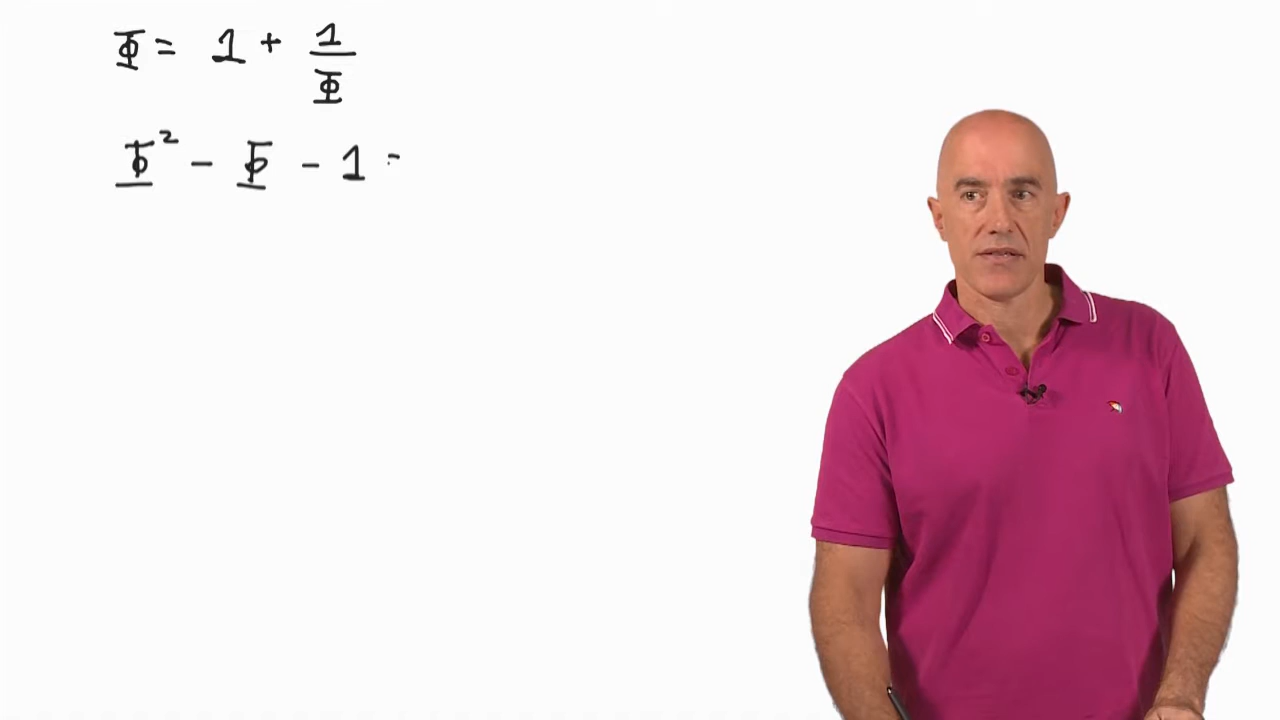 Φ = 1 + 1/Φ
Φ² - Φ - 1 =